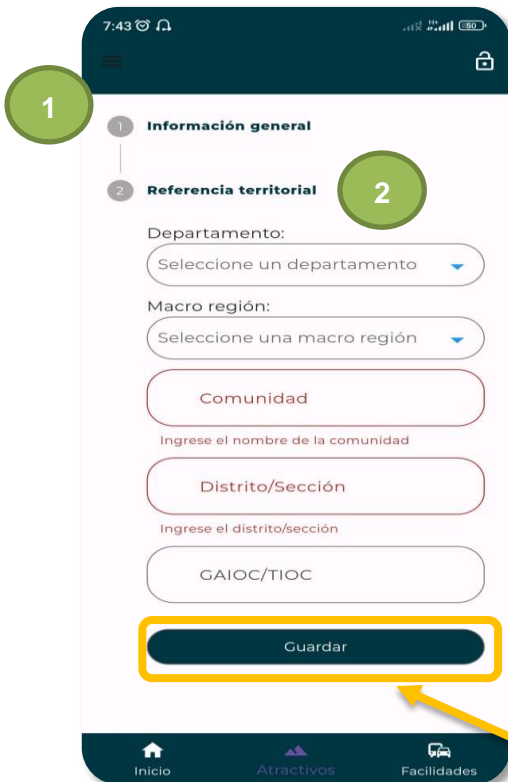 7:43
50
1
1 Información general
2 Referencia territorial
2
Departamento:
Seleccione un departamento
Macro región:
Seleccione una macro región
Comunidad
Ingrese el nombre de la comunidad
Distrito/Sección
Ingrese el distrito/sección
GAIOC/TIOC
Guardar
Inicio Atractivos Facilidades